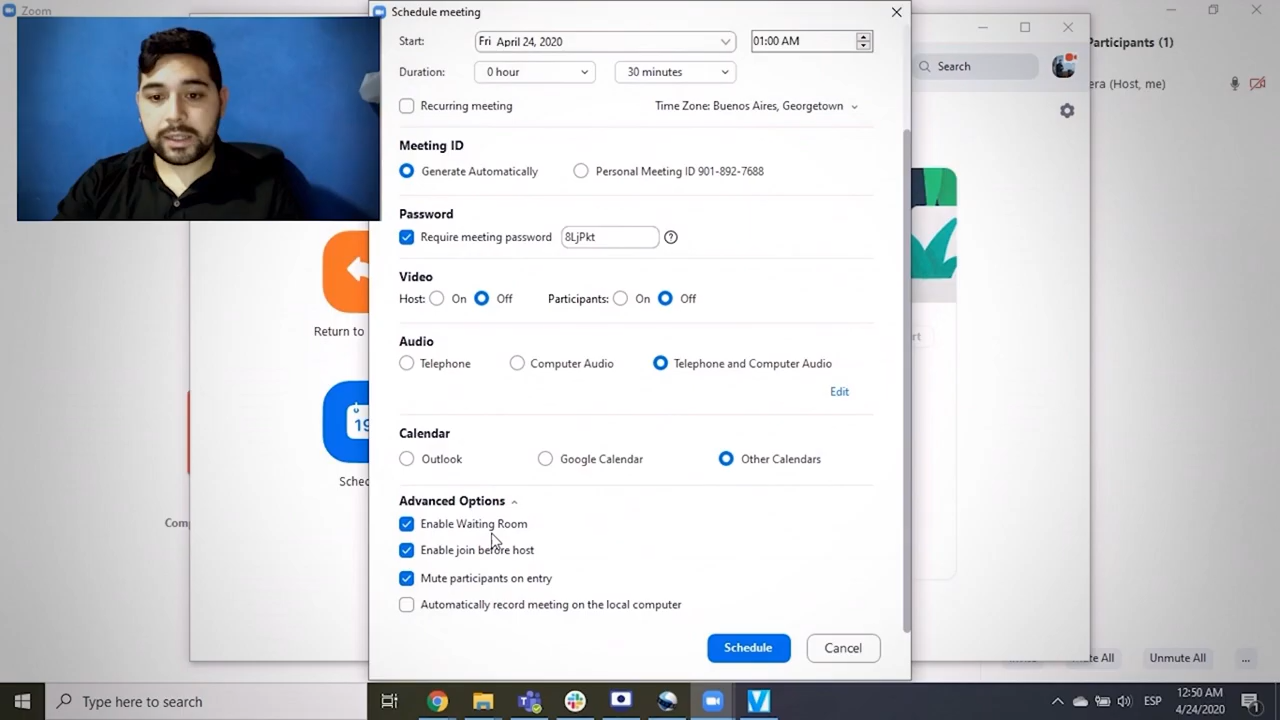 Zoom
Schedule meeting
Start: Fri April 24, 2020 01:00 AM
Duration: 0 hour 30 minutes
Recurring meeting Time Zone: Buenos Aires, Georgetown
Meeting ID
Generate Automatically Personal Meeting ID 901-892-7688
Password
Require meeting password 8LjPkt ?
Video
Host: On Off Participants: On Off
Audio
Telephone Computer Audio Telephone and Computer Audio
Edit
Calendar
Outlook Google Calendar Other Calendars
Advanced Options
Enable Waiting Room
Enable join before host
Mute participants on entry
Automatically record meeting on the local computer
Schedule Cancel
Search
Participants (1)
(Host, me)
Return to
19
All
Unmute All
...
Type here to search
ESP
12:50 AM
4/24/2020
1